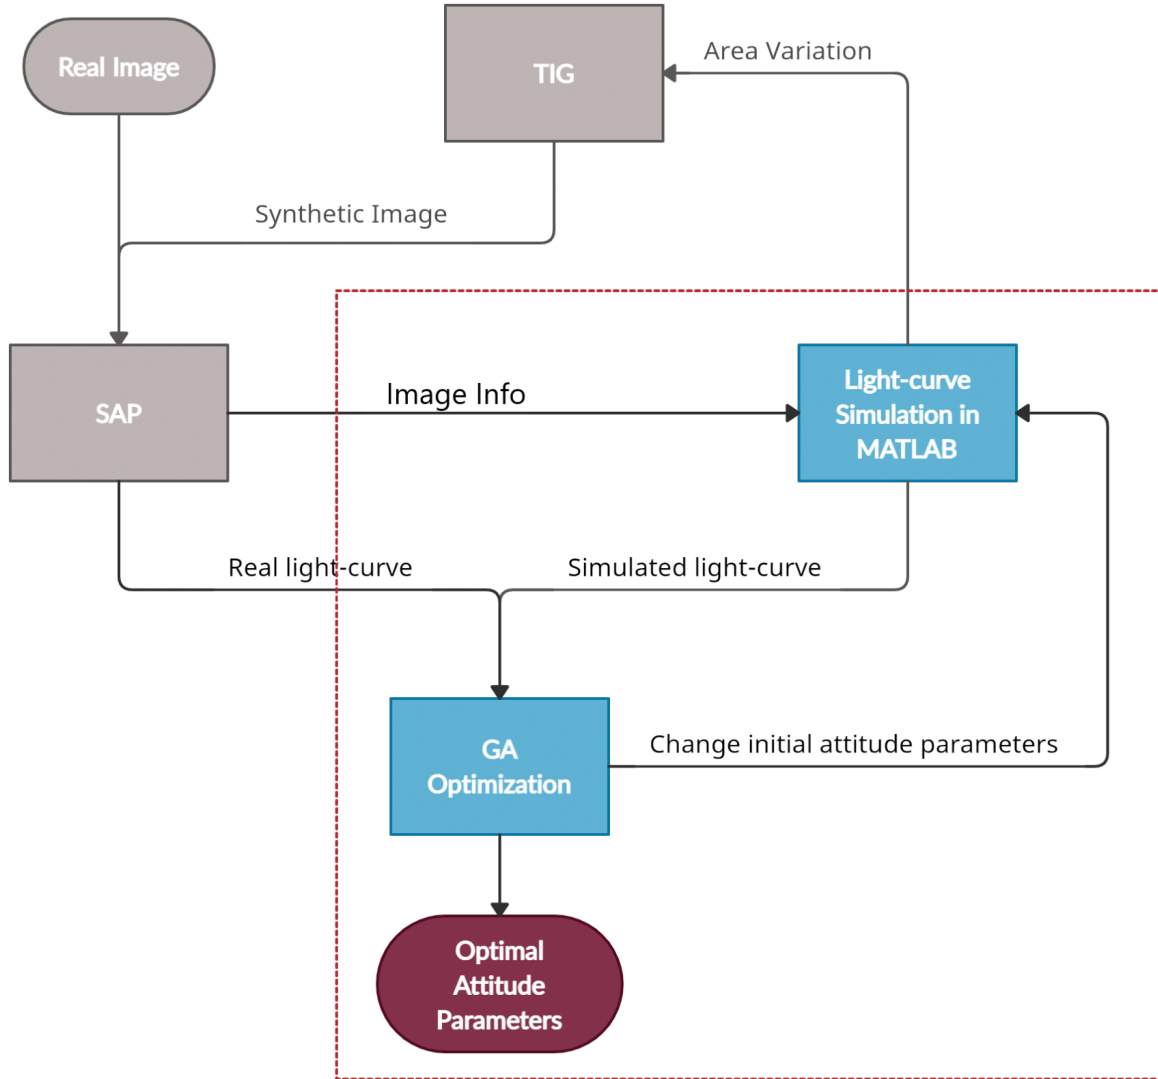 Real Image
TIG
Area Variation
Synthetic Image
SAP
Image Info
Light-curve
Simulation in
MATLAB
Real light-curve
Simulated light-curve
GA
Optimization
Change initial attitude parameters
Optimal
Attitude
Parameters